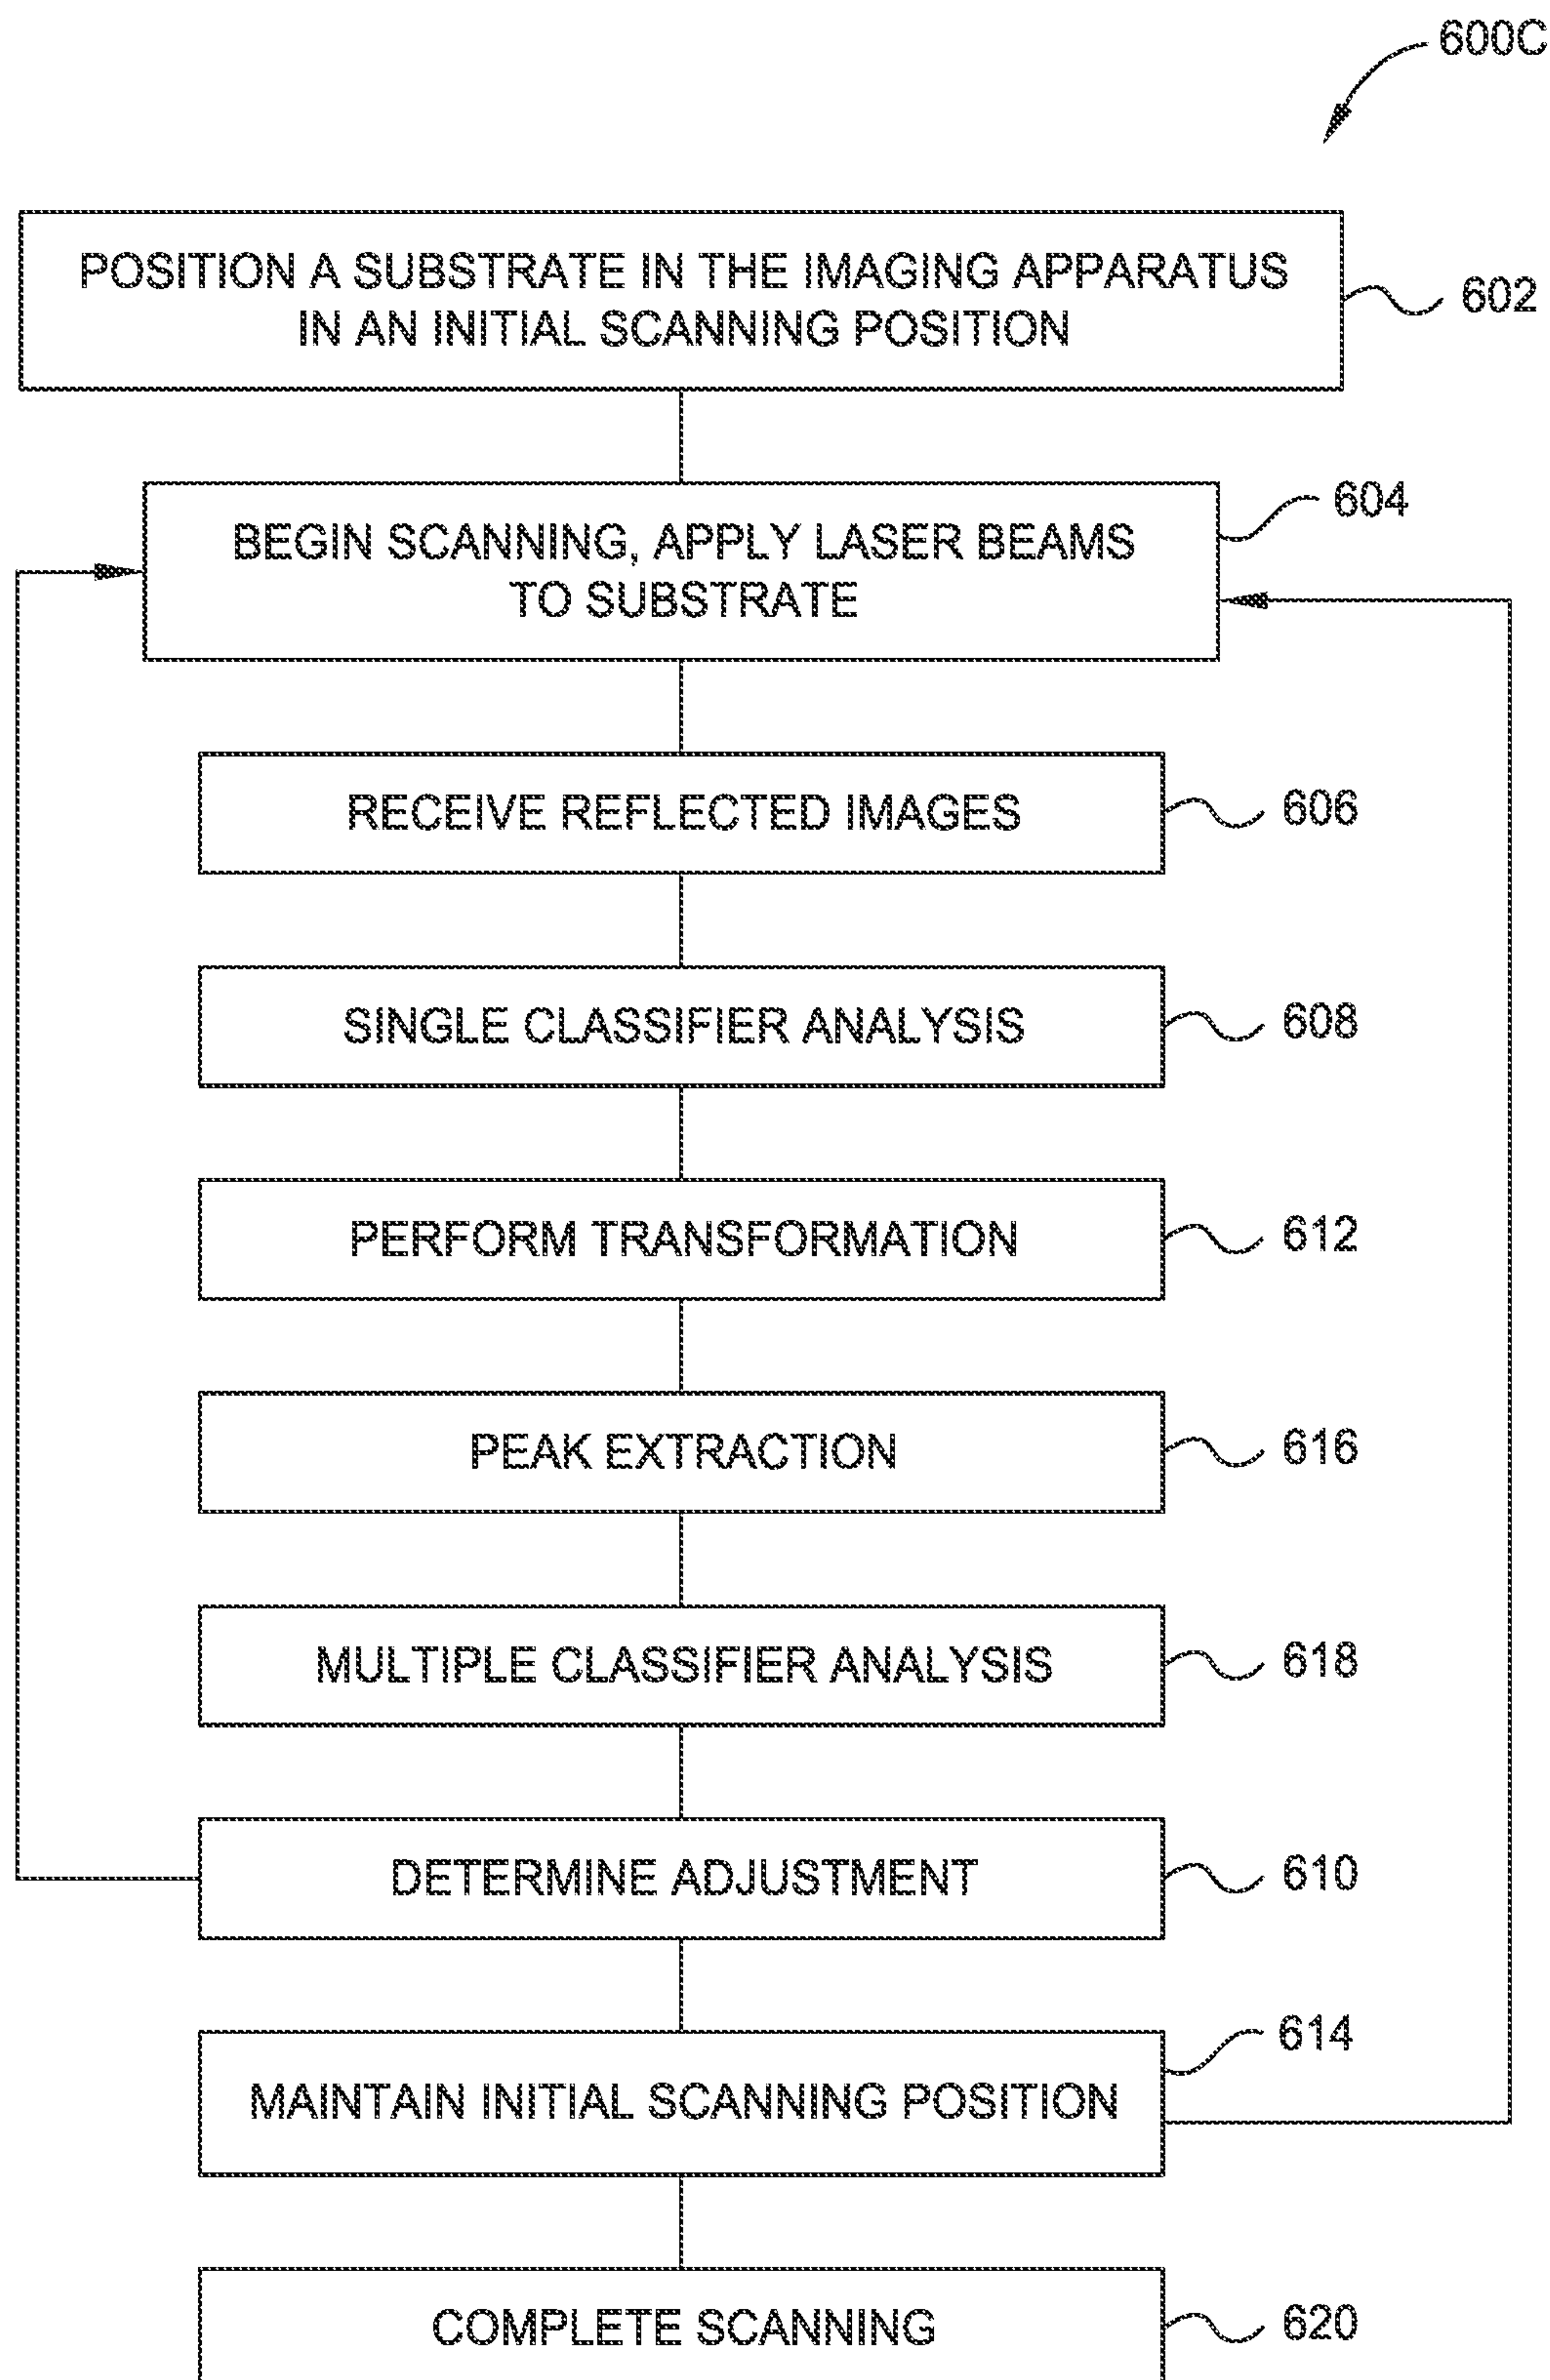 600C
POSITION A SUBSTRATE IN THE IMAGING APPARATUS
IN AN INITIAL SCANNING POSITION
602
BEGIN SCANNING, APPLY LASER BEAMS
TO SUBSTRATE
604
RECEIVE REFLECTED IMAGES
606
SINGLE CLASSIFIER ANALYSIS
608
PERFORM TRANSFORMATION
612
PEAK EXTRACTION
616
MULTIPLE CLASSIFIER ANALYSIS
618
DETERMINE ADJUSTMENT
610
MAINTAIN INITIAL SCANNING POSITION
614
COMPLETE SCANNING
620